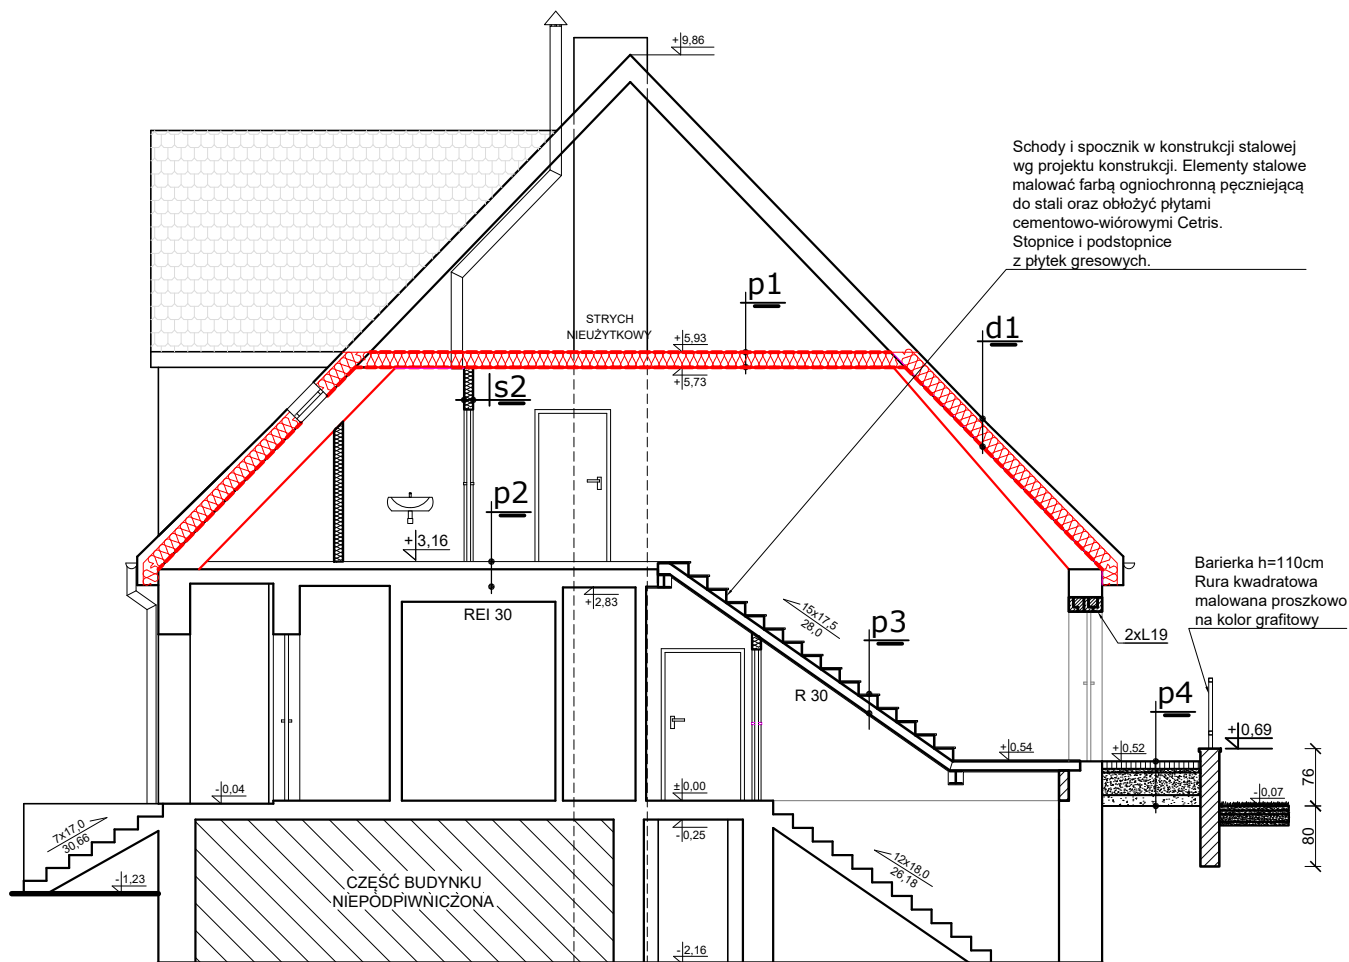 +9,86
Schody i spocznik w konstrukcji stalowej
wg projektu konstrukcji. Elementy stalowe
malować farbą ogniochronną pęczniejącą
do stali oraz obłożyć płytami
cementowo-wiórowymi Cetris.
Stopnice i podstopnice
z płytek gresowych.
p1
STRYCH
NIEUŻYTKOWY
+5,93
d1
+5,73
s2
p2
+3,16
Barierka h=110cm
Rura kwadratowa
malowana proszkowo
na kolor grafitowy
REI 30
+2,83
15x17,5
28,0
p3
2xL19
R 30
p4
+0,69
+0,54
+0,52
76
-0,04
±0,00
-0,07
7x17,0
30,66
-0,25
80
12x18,0
26,18
-1,23
CZĘŚĆ BUDYNKU
NIEPODPIWNICZONA
-2,16